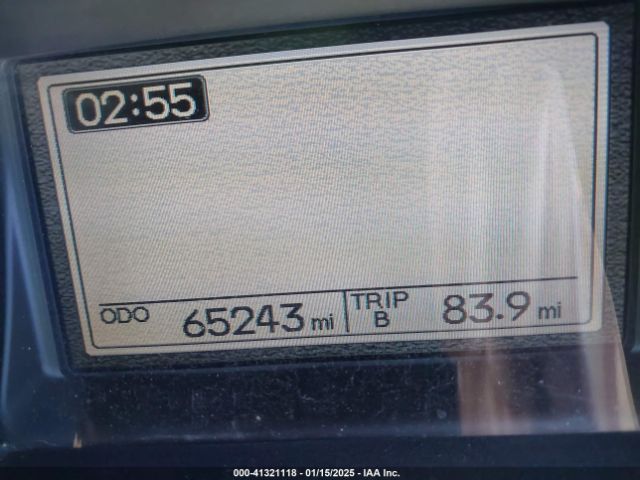 02:55
ODO 65243 mi TRIP B 83.9 mi
000-41321118 - 01/15/2025 - IAA Inc.